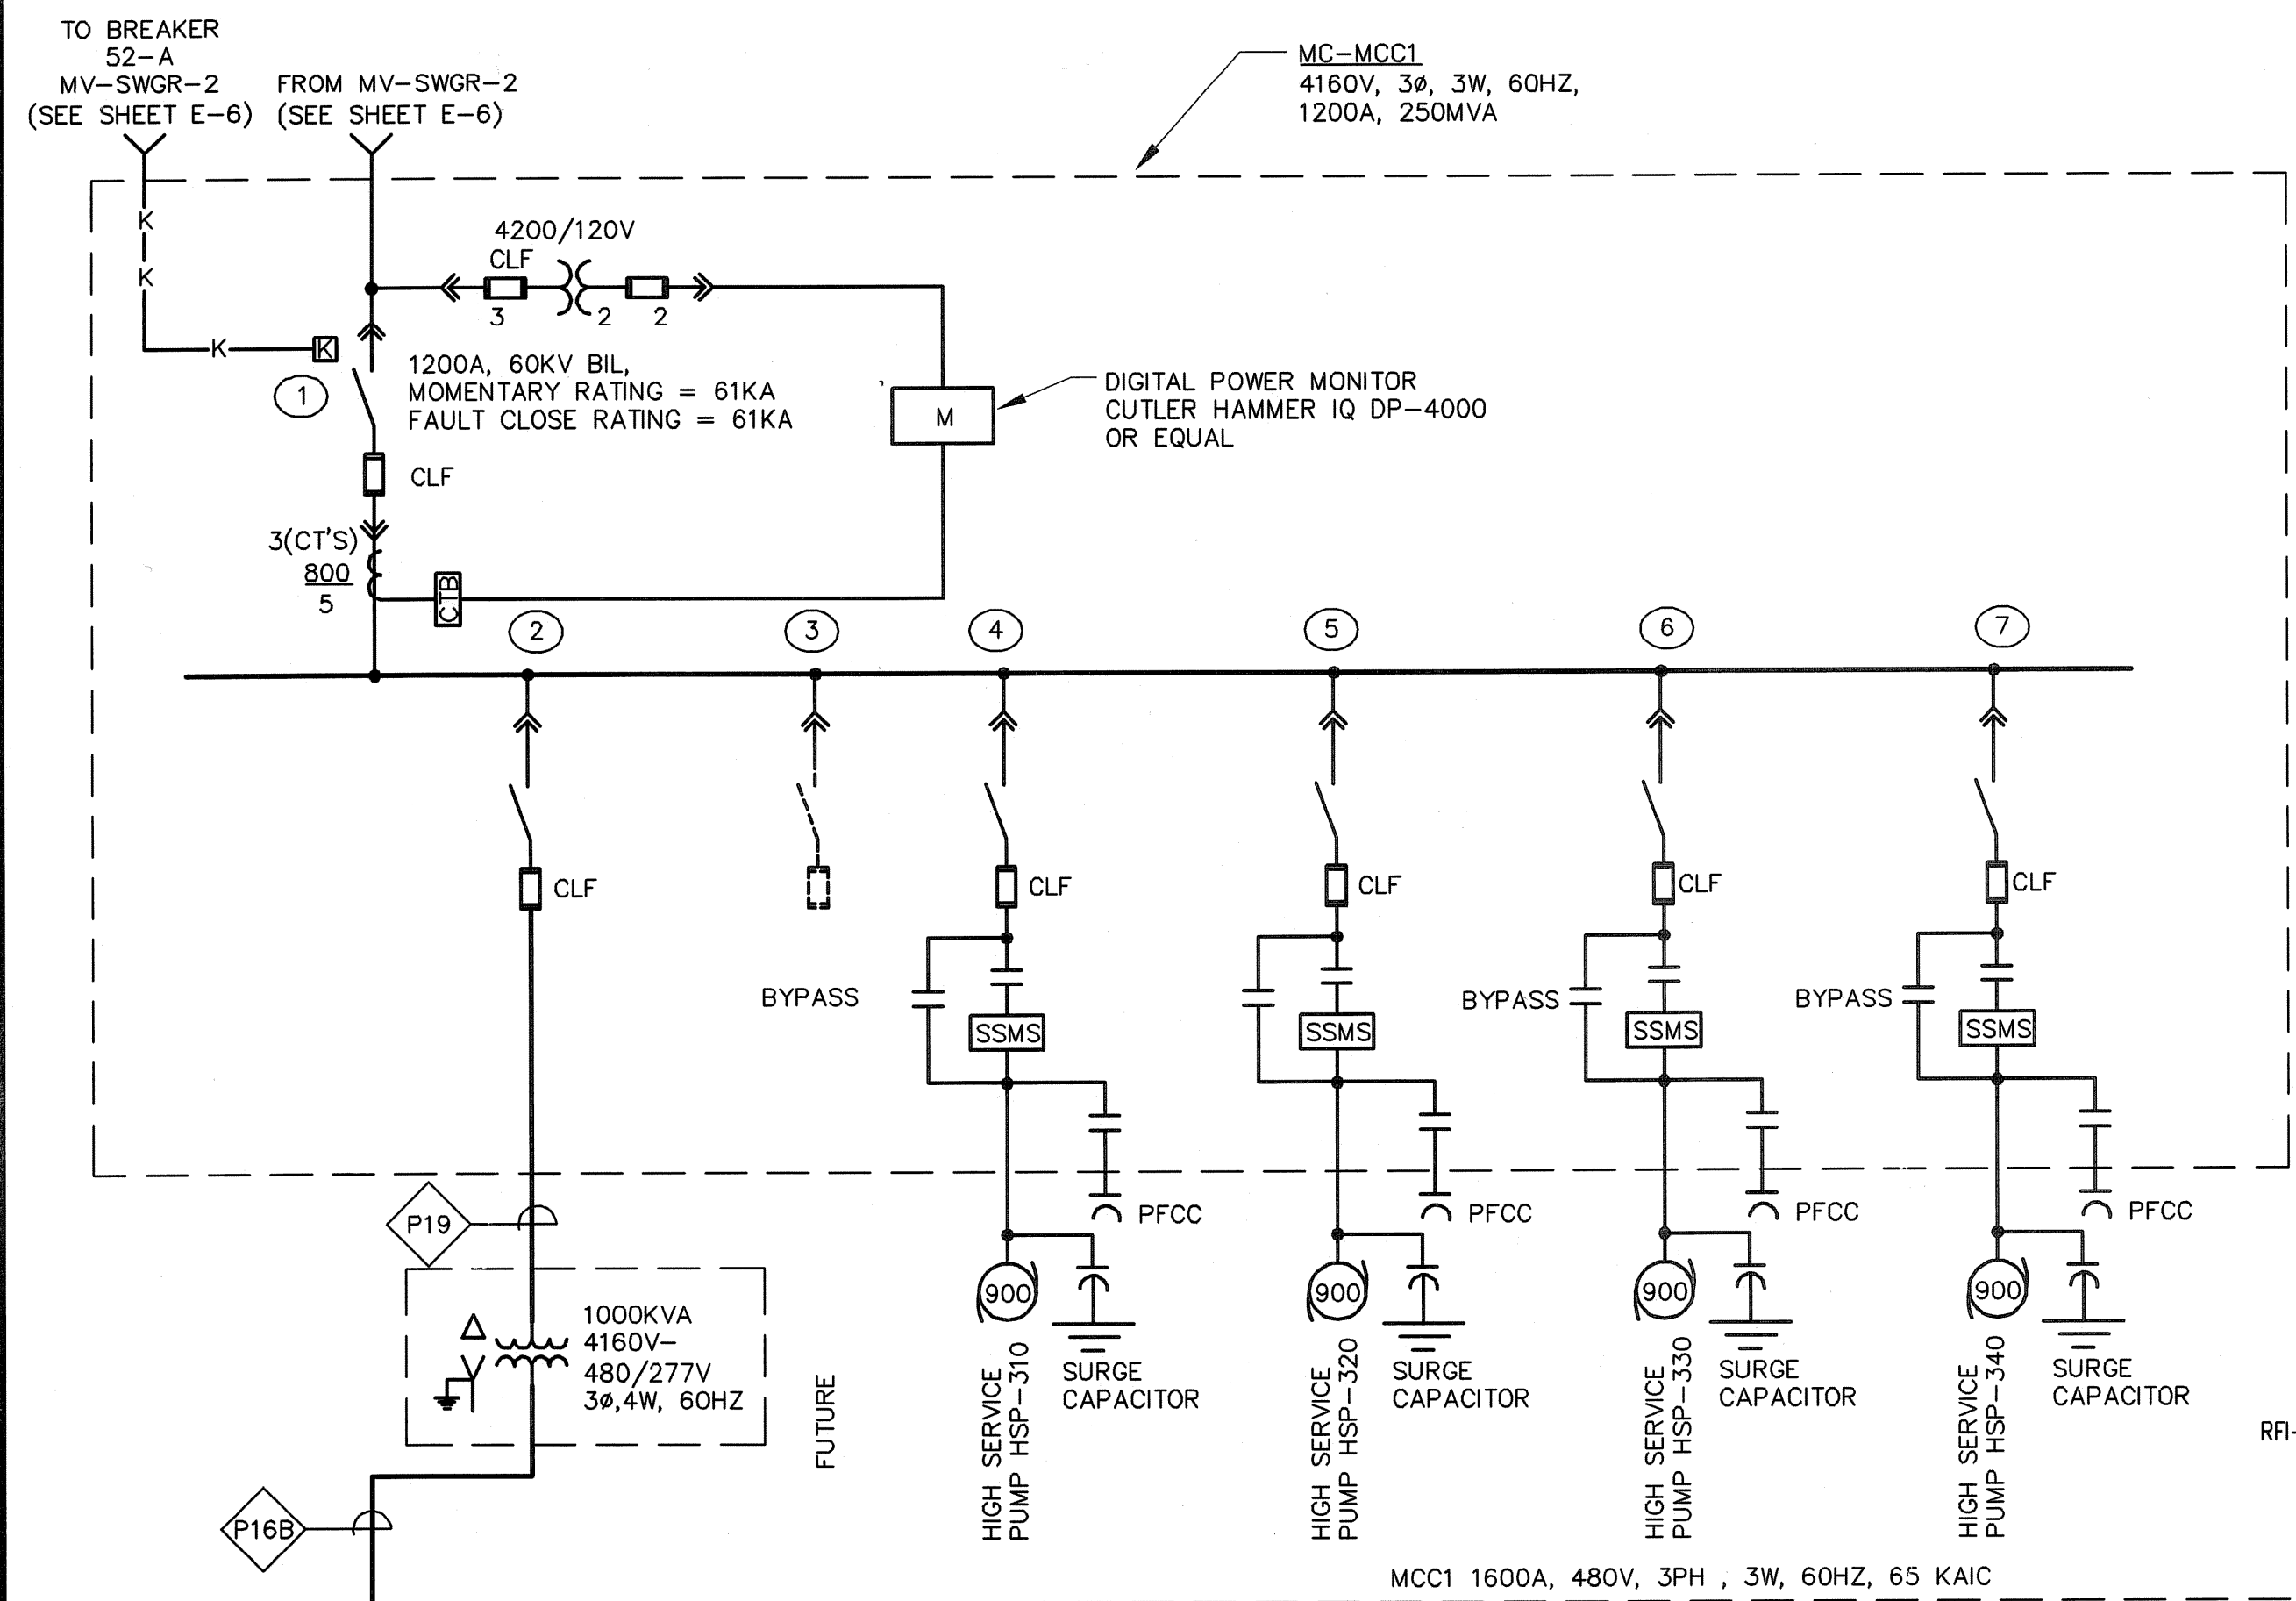 TO BREAKER
52-A
MV-SWGR-2
(SEE SHEET E-6)
FROM MV-SWGR-2
(SEE SHEET E-6)
MC-MCC1
4160V, 3ø, 3W, 60HZ,
1200A, 250MVA
K
K
K
K
4200/120V
CLF
3
2
2
1
1200A, 60KV BIL,
MOMENTARY RATING = 61KA
FAULT CLOSE RATING = 61KA
M
DIGITAL POWER MONITOR
CUTLER HAMMER IQ DP-4000
OR EQUAL
CLF
3(CT'S)
800
5
CTB
2
3
4
5
6
7
CLF
CLF
CLF
CLF
CLF
BYPASS
BYPASS
BYPASS
SSMS
SSMS
SSMS
SSMS
P19
PFCC
PFCC
PFCC
PFCC
1000KVA
4160V-
480/277V
3ø,4W, 60HZ
FUTURE
900
900
900
900
HIGH SERVICE
PUMP HSP-310
SURGE
CAPACITOR
HIGH SERVICE
PUMP HSP-320
SURGE
CAPACITOR
HIGH SERVICE
PUMP HSP-330
SURGE
CAPACITOR
HIGH SERVICE
PUMP HSP-340
SURGE
CAPACITOR
RFI-
P16B
MCC1 1600A, 480V, 3PH , 3W, 60HZ, 65 KAIC